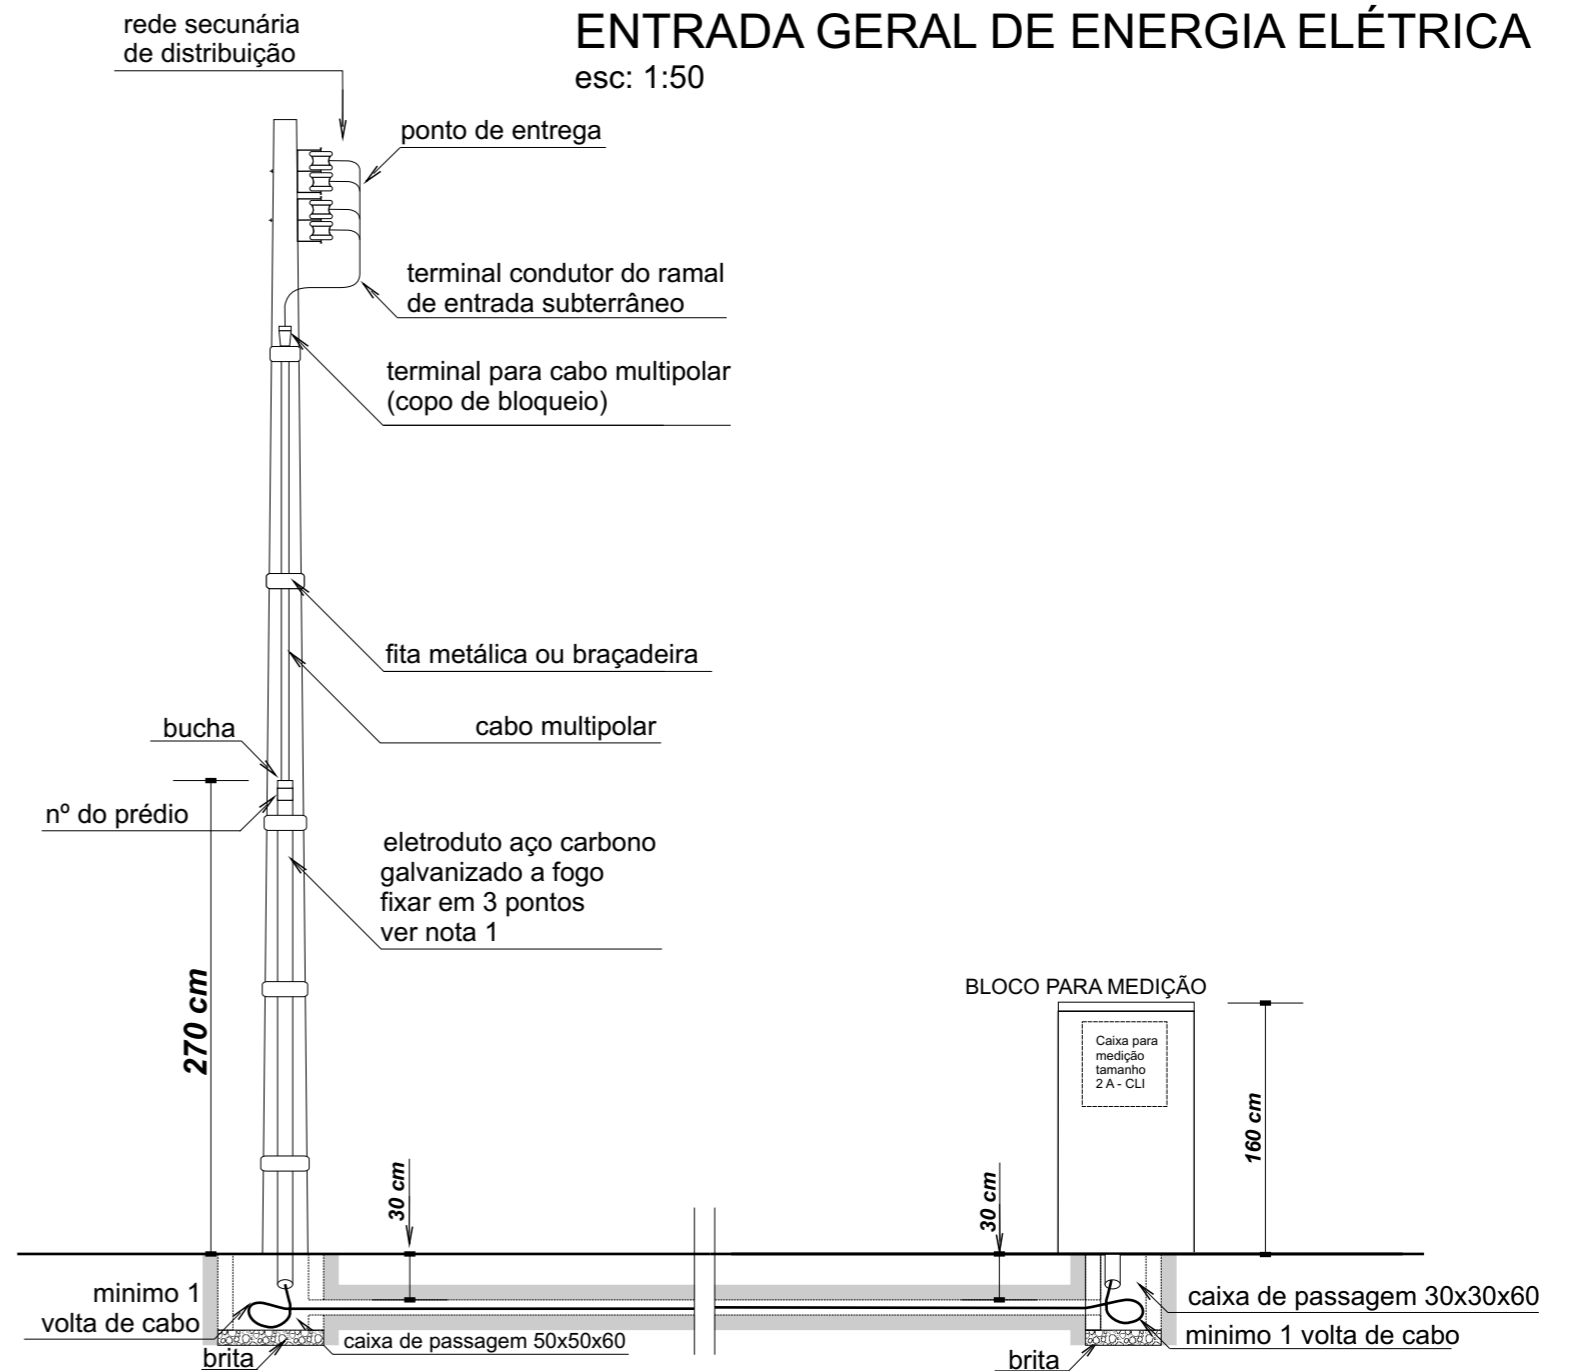 ENTRADA GERAL DE ENERGIA ELÉTRICA
esc: 1:50
rede secunária
de distribuição
ponto de entrega
terminal condutor do ramal
de entrada subterrâneo
terminal para cabo multipolar
(copo de bloqueio)
fita metálica ou braçadeira
cabo multipolar
bucha
nº do prédio
eletroduto aço carbono
galvanizado a fogo
fixar em 3 pontos
ver nota 1
270 cm
BLOCO PARA MEDIÇÃO
Caixa para
medição
tamanho
2 A - CLI
160 cm
30 cm
30 cm
minimo 1
volta de cabo
brita
caixa de passagem 50x50x60
caixa de passagem 30x30x60
minimo 1 volta de cabo
brita